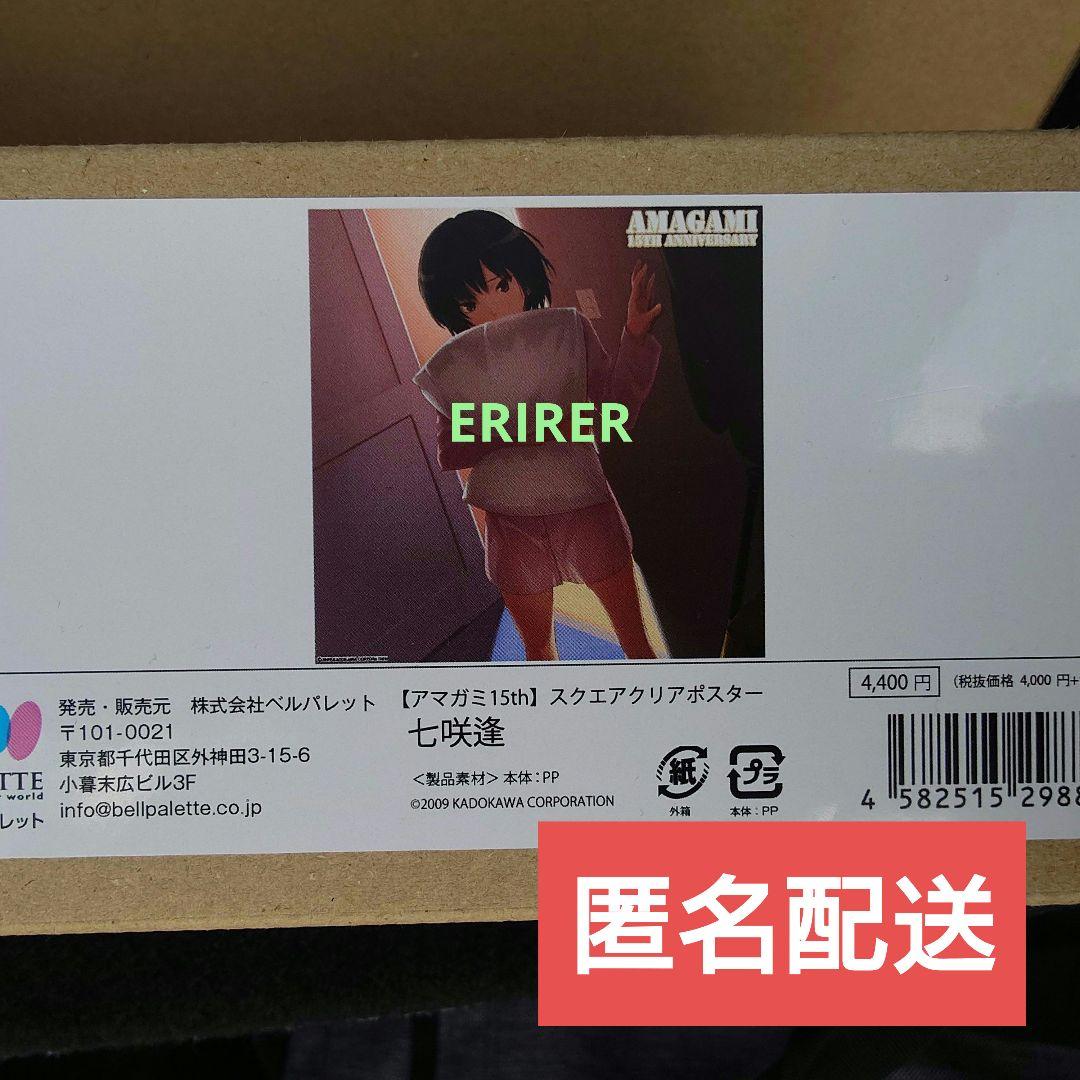 AMAGAMI
15TH ANNIVERSARY
ERIRER
発売・販売元 株式会社ベルパレット
〒101-0021
東京都千代田区外神田3-15-6
小暮末広ビル3F
info@bellpalette.co.jp
TTE
world
レット
【アマガミ15th】スクエアクリアポスター
七咲逢
＜製品素材＞本体：PP
©2009 KADOKAWA CORPORATION
紙
外箱
プラ
本体：PP
4,400 円
（税抜価格 4,000 円+
4 582515 2988
匿名配送